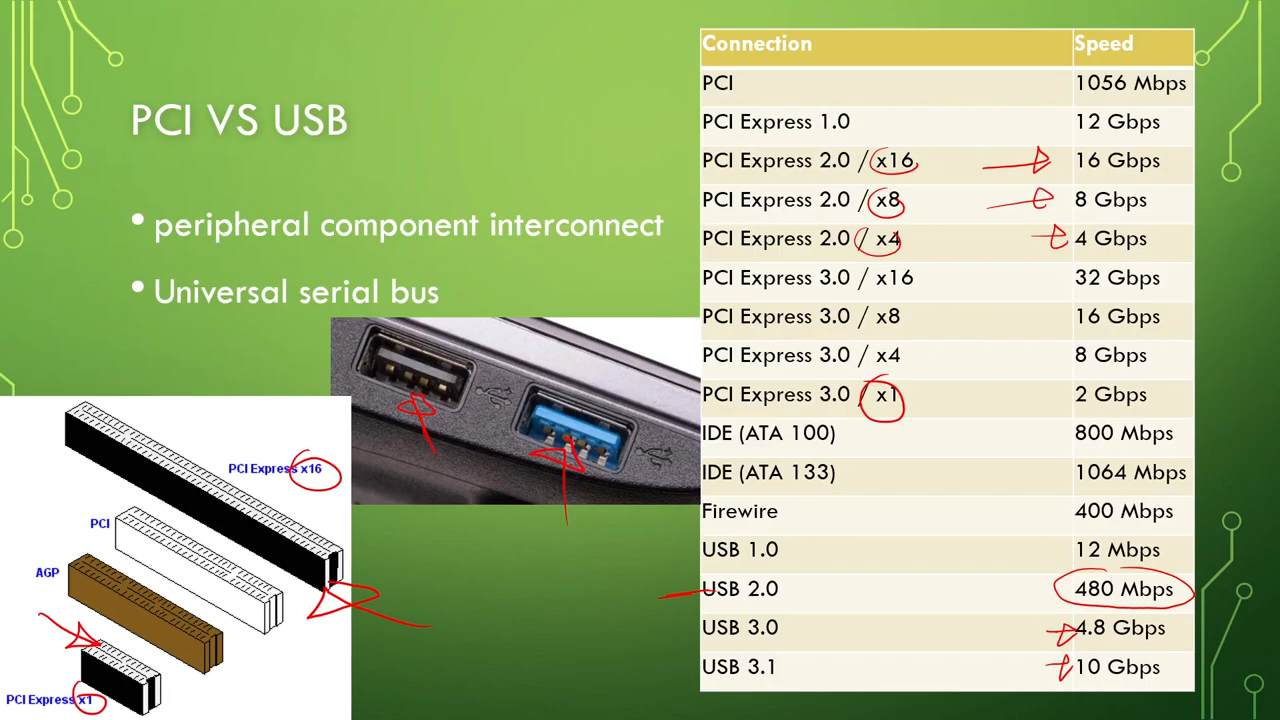 PCI VS USB
• peripheral component interconnect
• Universal serial bus
PCI Express x16
PCI
AGP
PCI Express x1
Connection Speed
PCI 1056 Mbps
PCI Express 1.0 12 Gbps
PCI Express 2.0 / x16 16 Gbps
PCI Express 2.0 / x8 8 Gbps
PCI Express 2.0 / x4 4 Gbps
PCI Express 3.0 / x16 32 Gbps
PCI Express 3.0 / x8 16 Gbps
PCI Express 3.0 / x4 8 Gbps
PCI Express 3.0 / x1 2 Gbps
IDE (ATA 100) 800 Mbps
IDE (ATA 133) 1064 Mbps
Firewire 400 Mbps
USB 1.0 12 Mbps
USB 2.0 480 Mbps
USB 3.0 4.8 Gbps
USB 3.1 10 Gbps